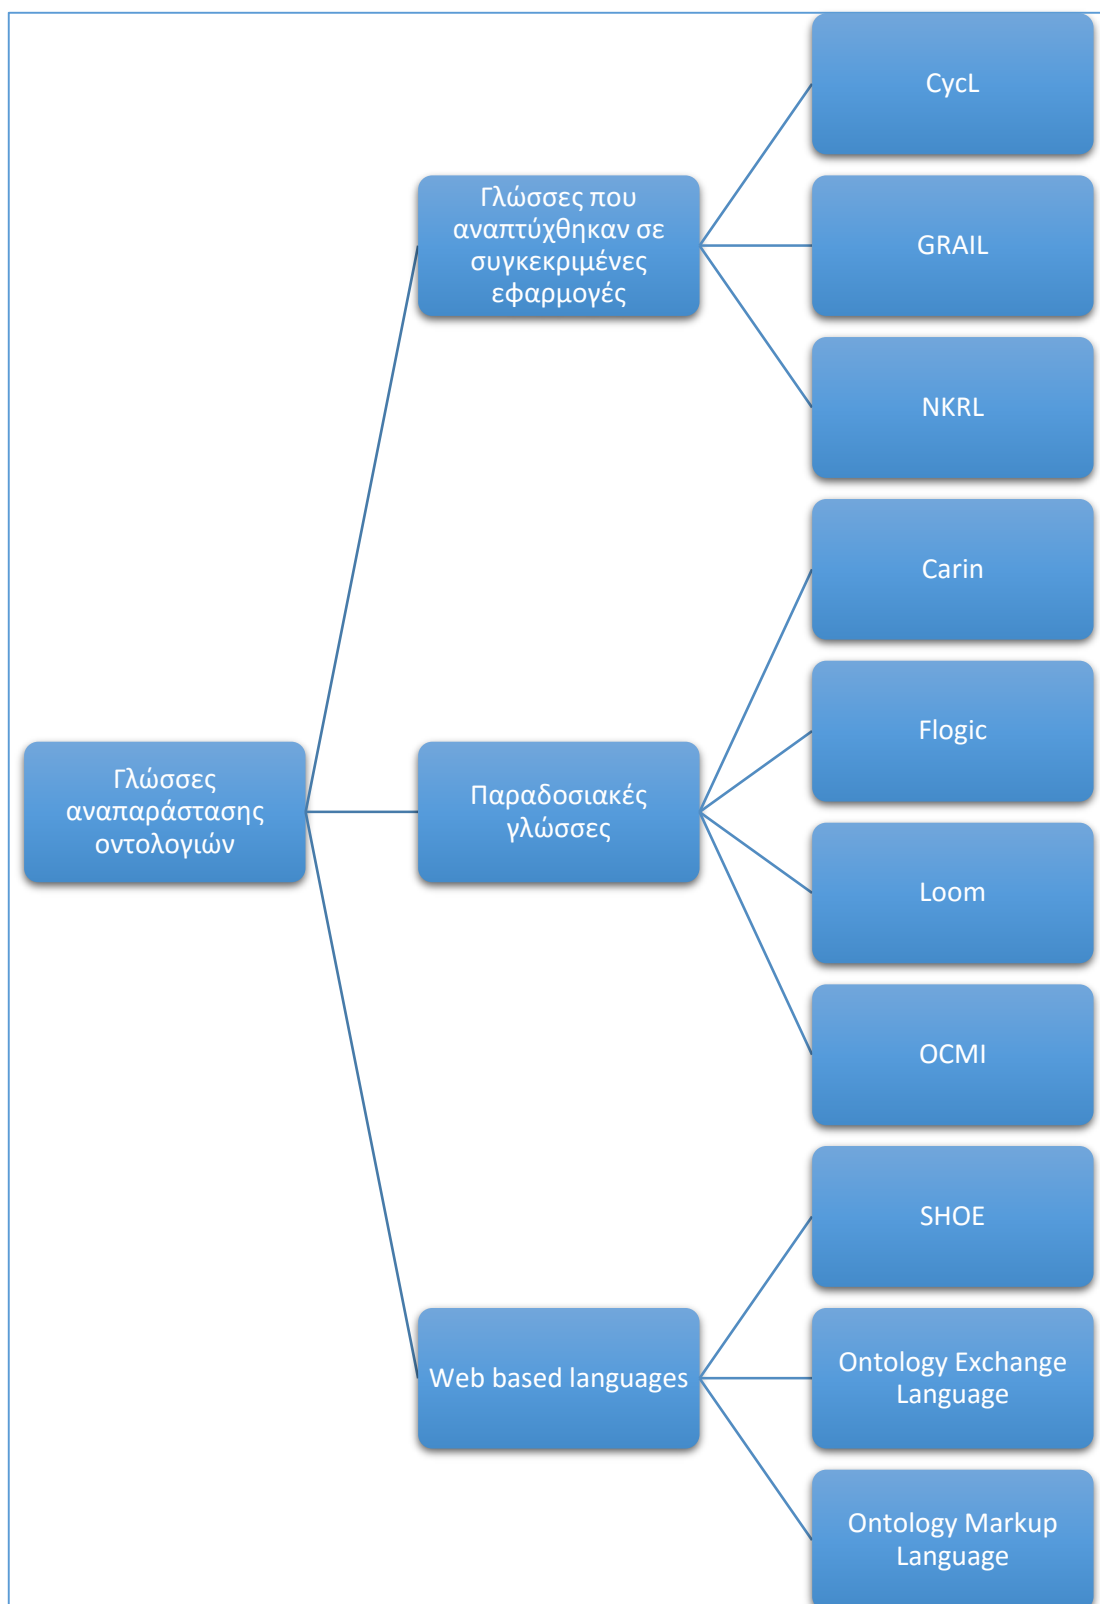 Γλώσσες
αναπαράστασης
οντολογιών
Γλώσσες που
αναπτύχθηκαν σε
συγκεκριμένες
εφαρμογές
CycL
GRAIL
NKRL
Παραδοσιακές
γλώσσες
Carin
Flogic
Loom
OCMI
Web based languages
SHOE
Ontology Exchange
Language
Ontology Markup
Language